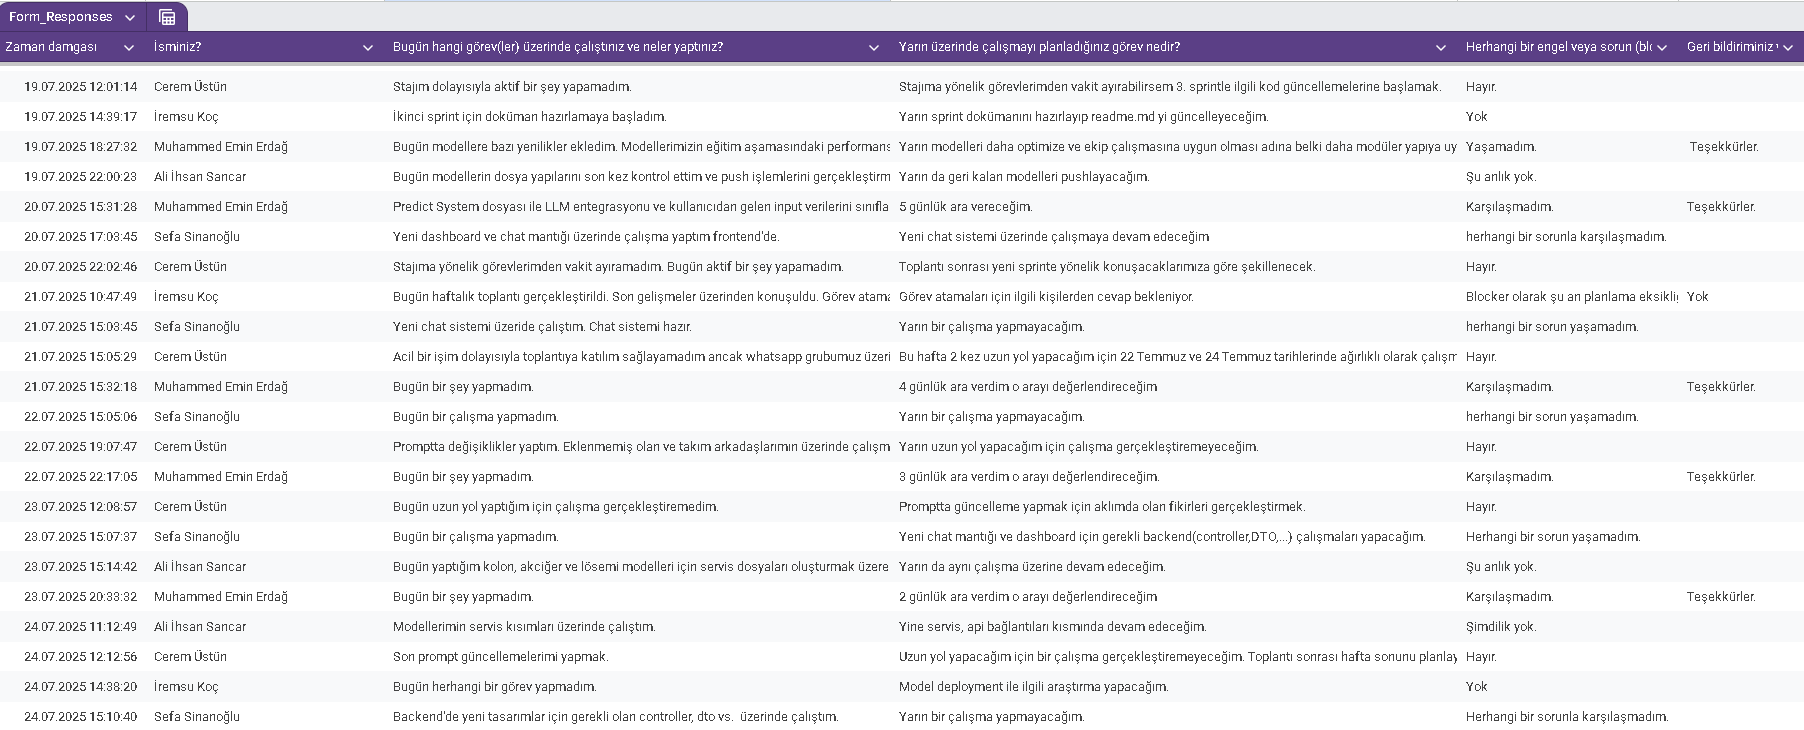 Form_Responses
Zaman damgası İsminiz? Bugün hangi görev(ler) üzerinde çalıştınız ve neler yaptınız? Yarın üzerinde çalışmayı planladığınız görev nedir? Herhangi bir engel veya sorun (blo Geri bildiriminiz v
19.07.2025 12:01:14 Cerem Üstün Stajım dolayısıyla aktif bir şey yapamadım. Stajıma yönelik görevlerimden vakit ayırabilirsem 3. sprintle ilgili kod güncellemelerine başlamak. Hayır.
19.07.2025 14:39:17 İremsu Koç İkinci sprint için doküman hazırlamaya başladım. Yarın sprint dokümanını hazırlayıp readme.md yi güncelleyeceğim. Yok
19.07.2025 18:27:32 Muhammed Emin Erdağ Bugün modellere bazı yenilikler ekledim. Modellerimizin eğitim aşamasındaki performans Yarın modelleri daha optimize ve ekip çalışmasına uygun olması adına belki daha modüler yapıya uy Yaşamadım. Teşekkürler.
19.07.2025 22:00:23 Ali İhsan Sancar Bugün modellerin dosya yapılarını son kez kontrol ettim ve push işlemlerini gerçekleştirm Yarın da geri kalan modelleri pushlayacağım. Şu anlık yok.
20.07.2025 15:31:28 Muhammed Emin Erdağ Predict System dosyası ile LLM entegrasyonu ve kullanıcıdan gelen input verilerini sınıfla 5 günlük ara vereceğim. Karşılaşmadım. Teşekkürler.
20.07.2025 17:03:45 Sefa Sinanoğlu Yeni dashboard ve chat mantığı üzerinde çalışma yaptım frontend'de. Yeni chat sistemi üzerinde çalışmaya devam edeceğim herhangi bir sorunla karşılaşmadım.
20.07.2025 22:02:46 Cerem Üstün Stajıma yönelik görevlerimden vakit ayıramadım. Bugün aktif bir şey yapamadım. Toplantı sonrası yeni sprinte yönelik konuşacaklarımıza göre şekillenecek. Hayır.
21.07.2025 10:47:49 İremsu Koç Bugün haftalık toplantı gerçekleştirildi. Son gelişmeler üzerinden konuşuldu. Görev atama Görev atamaları için ilgili kişilerden cevap bekleniyor. Blocker olarak şu an planlama eksikliğ Yok
21.07.2025 15:03:45 Sefa Sinanoğlu Yeni chat sistemi üzeride çalıştım. Chat sistemi hazır. Yarın bir çalışma yapmayacağım. herhangi bir sorun yaşamadım.
21.07.2025 15:05:29 Cerem Üstün Acil bir işim dolayısıyla toplantıya katılım sağlayamadım ancak whatsapp grubumuz üzeri Bu hafta 2 kez uzun yol yapacağım için 22 Temmuz ve 24 Temmuz tarihlerinde ağırlıklı olarak çalışm Hayır.
21.07.2025 15:32:18 Muhammed Emin Erdağ Bugün bir şey yapmadım. 4 günlük ara verdim o arayı değerlendireceğim Karşılaşmadım. Teşekkürler.
22.07.2025 15:05:06 Sefa Sinanoğlu Bugün bir çalışma yapmadım. Yarın bir çalışma yapmayacağım. herhangi bir sorun yaşamadım.
22.07.2025 19:07:47 Cerem Üstün Promptta değişiklikler yaptım. Eklenmemiş olan ve takım arkadaşlarımın üzerinde çalışm Yarın uzun yol yapacağım için çalışma gerçekleştiremeyeceğim. Hayır.
22.07.2025 22:17:05 Muhammed Emin Erdağ Bugün bir şey yapmadım. 3 günlük ara verdim o arayı değerlendireceğim. Karşılaşmadım. Teşekkürler.
23.07.2025 12:08:57 Cerem Üstün Bugün uzun yol yaptığım için çalışma gerçekleştiremedim. Promptta güncelleme yapmak için aklımda olan fikirleri gerçekleştirmek. Hayır.
23.07.2025 15:07:37 Sefa Sinanoğlu Bugün bir çalışma yapmadım. Yeni chat mantığı ve dashboard için gerekli backend(controller,DTO,...) çalışmaları yapacağım. Herhangi bir sorun yaşamadım.
23.07.2025 15:14:42 Ali İhsan Sancar Bugün yaptığım kolon, akciğer ve lösemi modelleri için servis dosyaları oluşturmak üzere Yarın da aynı çalışma üzerine devam edeceğim. Şu anlık yok.
23.07.2025 20:33:32 Muhammed Emin Erdağ Bugün bir şey yapmadım. 2 günlük ara verdim o arayı değerlendireceğim Karşılaşmadım. Teşekkürler.
24.07.2025 11:12:49 Ali İhsan Sancar Modellerimin servis kısımları üzerinde çalıştım. Yine servis, api bağlantıları kısmında devam edeceğim. Şimdilik yok.
24.07.2025 12:12:56 Cerem Üstün Son prompt güncellemelerimi yapmak. Uzun yol yapacağım için bir çalışma gerçekleştiremeyeceğim. Toplantı sonrası hafta sonunu planlay Hayır.
24.07.2025 14:38:20 İremsu Koç Bugün herhangi bir görev yapmadım. Model deployment ile ilgili araştırma yapacağım. Yok
24.07.2025 15:10:40 Sefa Sinanoğlu Backend'de yeni tasarımlar için gerekli olan controller, dto vs. üzerinde çalıştım. Yarın bir çalışma yapmayacağım. Herhangi bir sorunla karşılaşmadım.